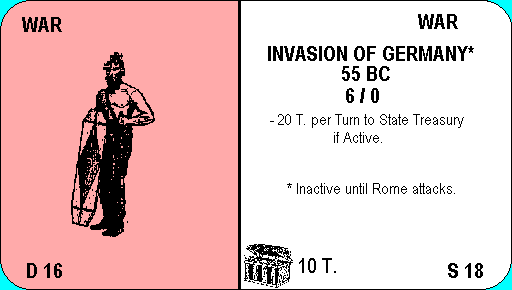 WAR
D 16
WAR
INVASION OF GERMANY*
55 BC
6 / 0
- 20 T. per Turn to State Treasury
if Active.
* Inactive until Rome attacks.
10 T.
S 18